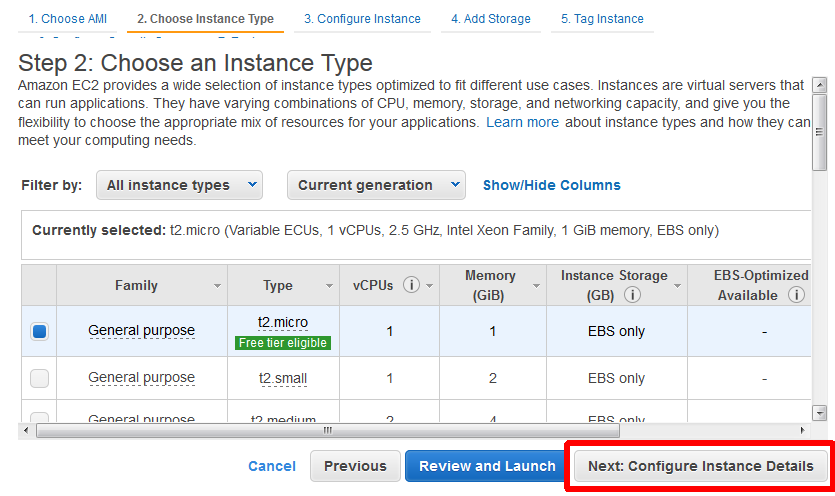 1. Choose AMI 2. Choose Instance Type 3. Configure Instance 4. Add Storage 5. Tag Instance
Step 2: Choose an Instance Type
Amazon EC2 provides a wide selection of instance types optimized to fit different use cases. Instances are virtual servers that
can run applications. They have varying combinations of CPU, memory, storage, and networking capacity, and give you the
flexibility to choose the appropriate mix of resources for your applications. Learn more about instance types and how they can
meet your computing needs.
Filter by: All instance types Current generation Show/Hide Columns
Currently selected: t2.micro (Variable ECUs, 1 vCPUs, 2.5 GHz, Intel Xeon Family, 1 GiB memory, EBS only)
Family Type vCPUs i Memory (GiB) Instance Storage (GB) i EBS-Optimized Available i
General purpose t2.micro 1 1 EBS only -
Free tier eligible
General purpose t2.small 1 2 EBS only -
General purpose t2.medium 2 4 EBS only
Cancel Previous Review and Launch Next: Configure Instance Details